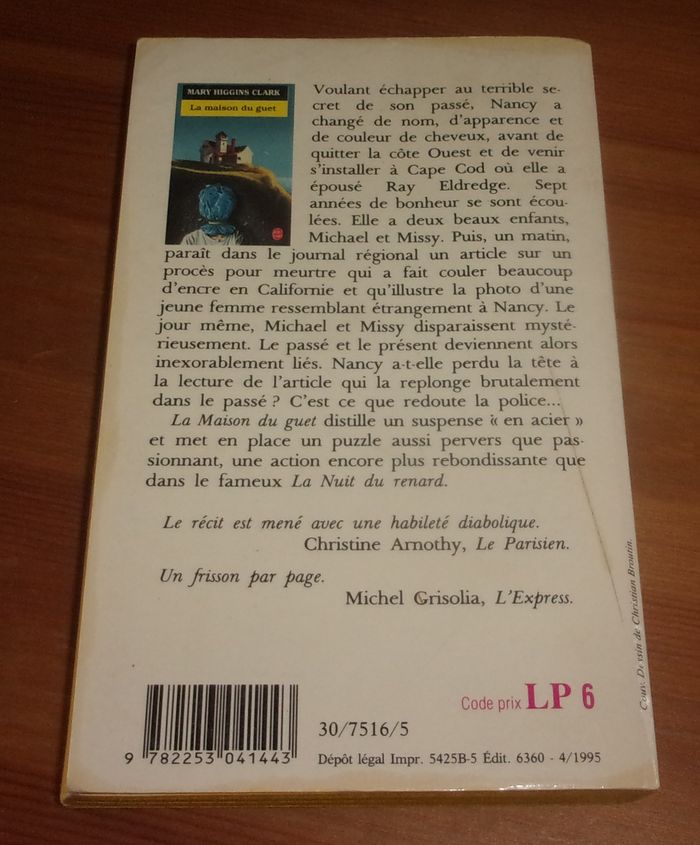 MARY HIGGINS CLARK
La maison du guet
Voulant échapper au terrible se-
cret de son passé, Nancy a
changé de nom, d'apparence et
de couleur de cheveux, avant de
quitter la côte Ouest et de venir
s'installer à Cape Cod où elle a
épousé Ray Eldredge. Sept
années de bonheur se sont écou-
lées. Elle a deux beaux enfants,
Michael et Missy. Puis, un matin,
paraît dans le journal régional un article sur un
procès pour meurtre qui a fait couler beaucoup
d'encre en Californie et qu'illustre la photo d'une
jeune femme ressemblant étrangement à Nancy. Le
jour même, Michael et Missy disparaissent mysté-
rieusement. Le passé et le présent deviennent alors
inexorablement liés. Nancy a-t-elle perdu la tête à
la lecture de l'article qui la replonge brutalement
dans le passé ? C'est ce que redoute la police...
La Maison du guet distille un suspense « en acier »
et met en place un puzzle aussi pervers que pas-
sionnant, une action encore plus rebondissante que
dans le fameux La Nuit du renard.
Le récit est mené avec une habileté diabolique.
Christine Arnothy, Le Parisien.
Un frisson par page.
Michel Grisolia, L'Express.
Couv. Dessin de Christian Broutin.
Code prix LP 6
30/7516/5
9 782253 041443
Dépôt légal Impr. 5425B-5 Édit. 6360 - 4/1995